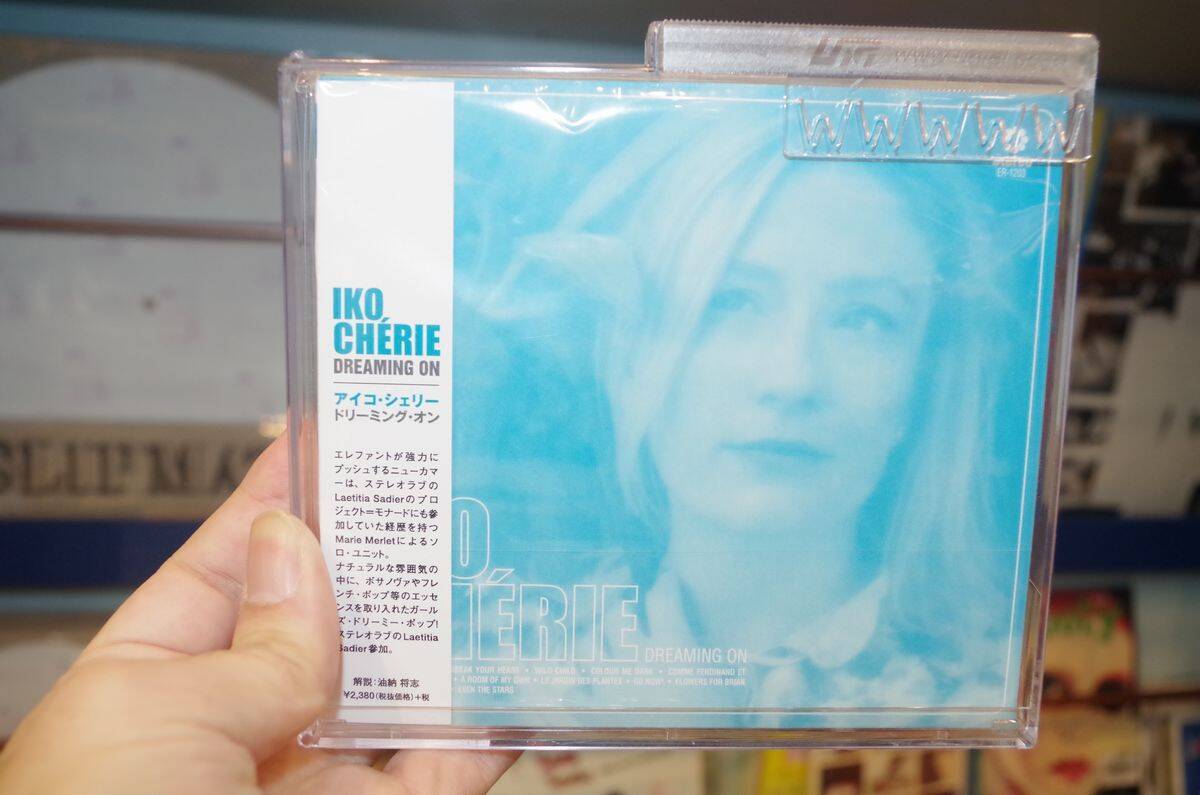 IKO
CHÉRIE
DREAMING ON
アイコ・シェリー
ドリーミング・オン
エレファントが強力に
プッシュするニューカマ
ーは、ステレオラブの
Laetitia Sadierのプロ
ジェクト=モナードにも参
加していた経歴を持つ
Marie Merletによるソ
ロ・ユニット。
ナチュラルな雰囲気の
中に、ボサノヴァやフレ
ンチ・ポップ等のエッセ
ンスを取り入れたガール
ズ・ドリーミー・ポップ!
ステレオラブのLaetitia
Sadier参加。
解説:油納 将志
¥2,380(税抜価格)+税
WWWWW
STEREO
ER-1203
O
ÉRIE
DREAMING ON
YOUR HEART • WILD CHILD • COLOUR ME DARK • COMME FERDINAND ET
• A ROOM OF MY OWN • LE JARDIN DES PLANTES • GO NOW! • FLOWERS FOR BRIAN
THE STARS
SLIPMA